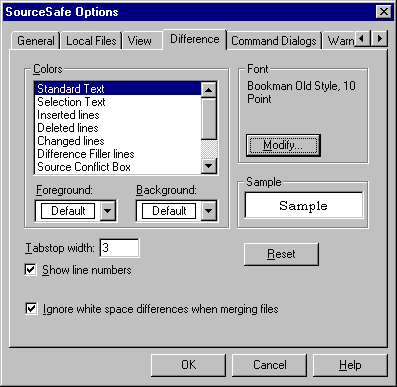 SourceSafe Options
General Local Files View Difference Command Dialogs Warn
Colors
Standard Text
Selection Text
Inserted lines
Deleted lines
Changed lines
Difference Filler lines
Source Conflict Box
Foreground: Background:
Default Default
Font
Bookman Old Style, 10
Point
Modify...
Sample
Sample
Tabstop width: 3
Reset
Show line numbers
Ignore white space differences when merging files
OK Cancel Help